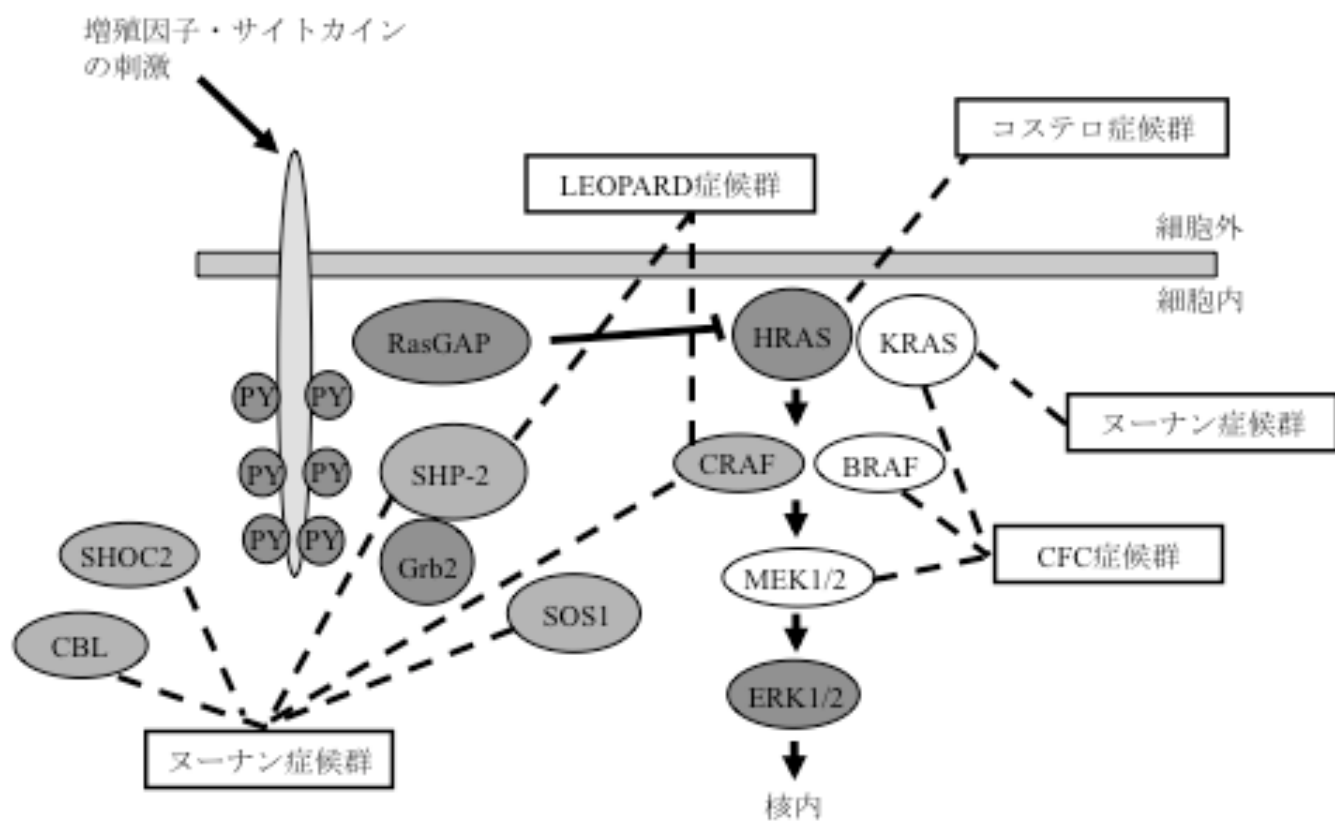 増殖因子・サイトカイン
の刺激
コステロ症候群
LEOPARD症候群
細胞外
細胞内
RasGAP
HRAS
KRAS
PY
PY
ヌーナン症候群
SHP-2
CRAF
BRAF
PY
PY
PY
PY
SHOC2
Grb2
MEK1/2
CFC症候群
SOS1
CBL
ERK1/2
ヌーナン症候群
核内